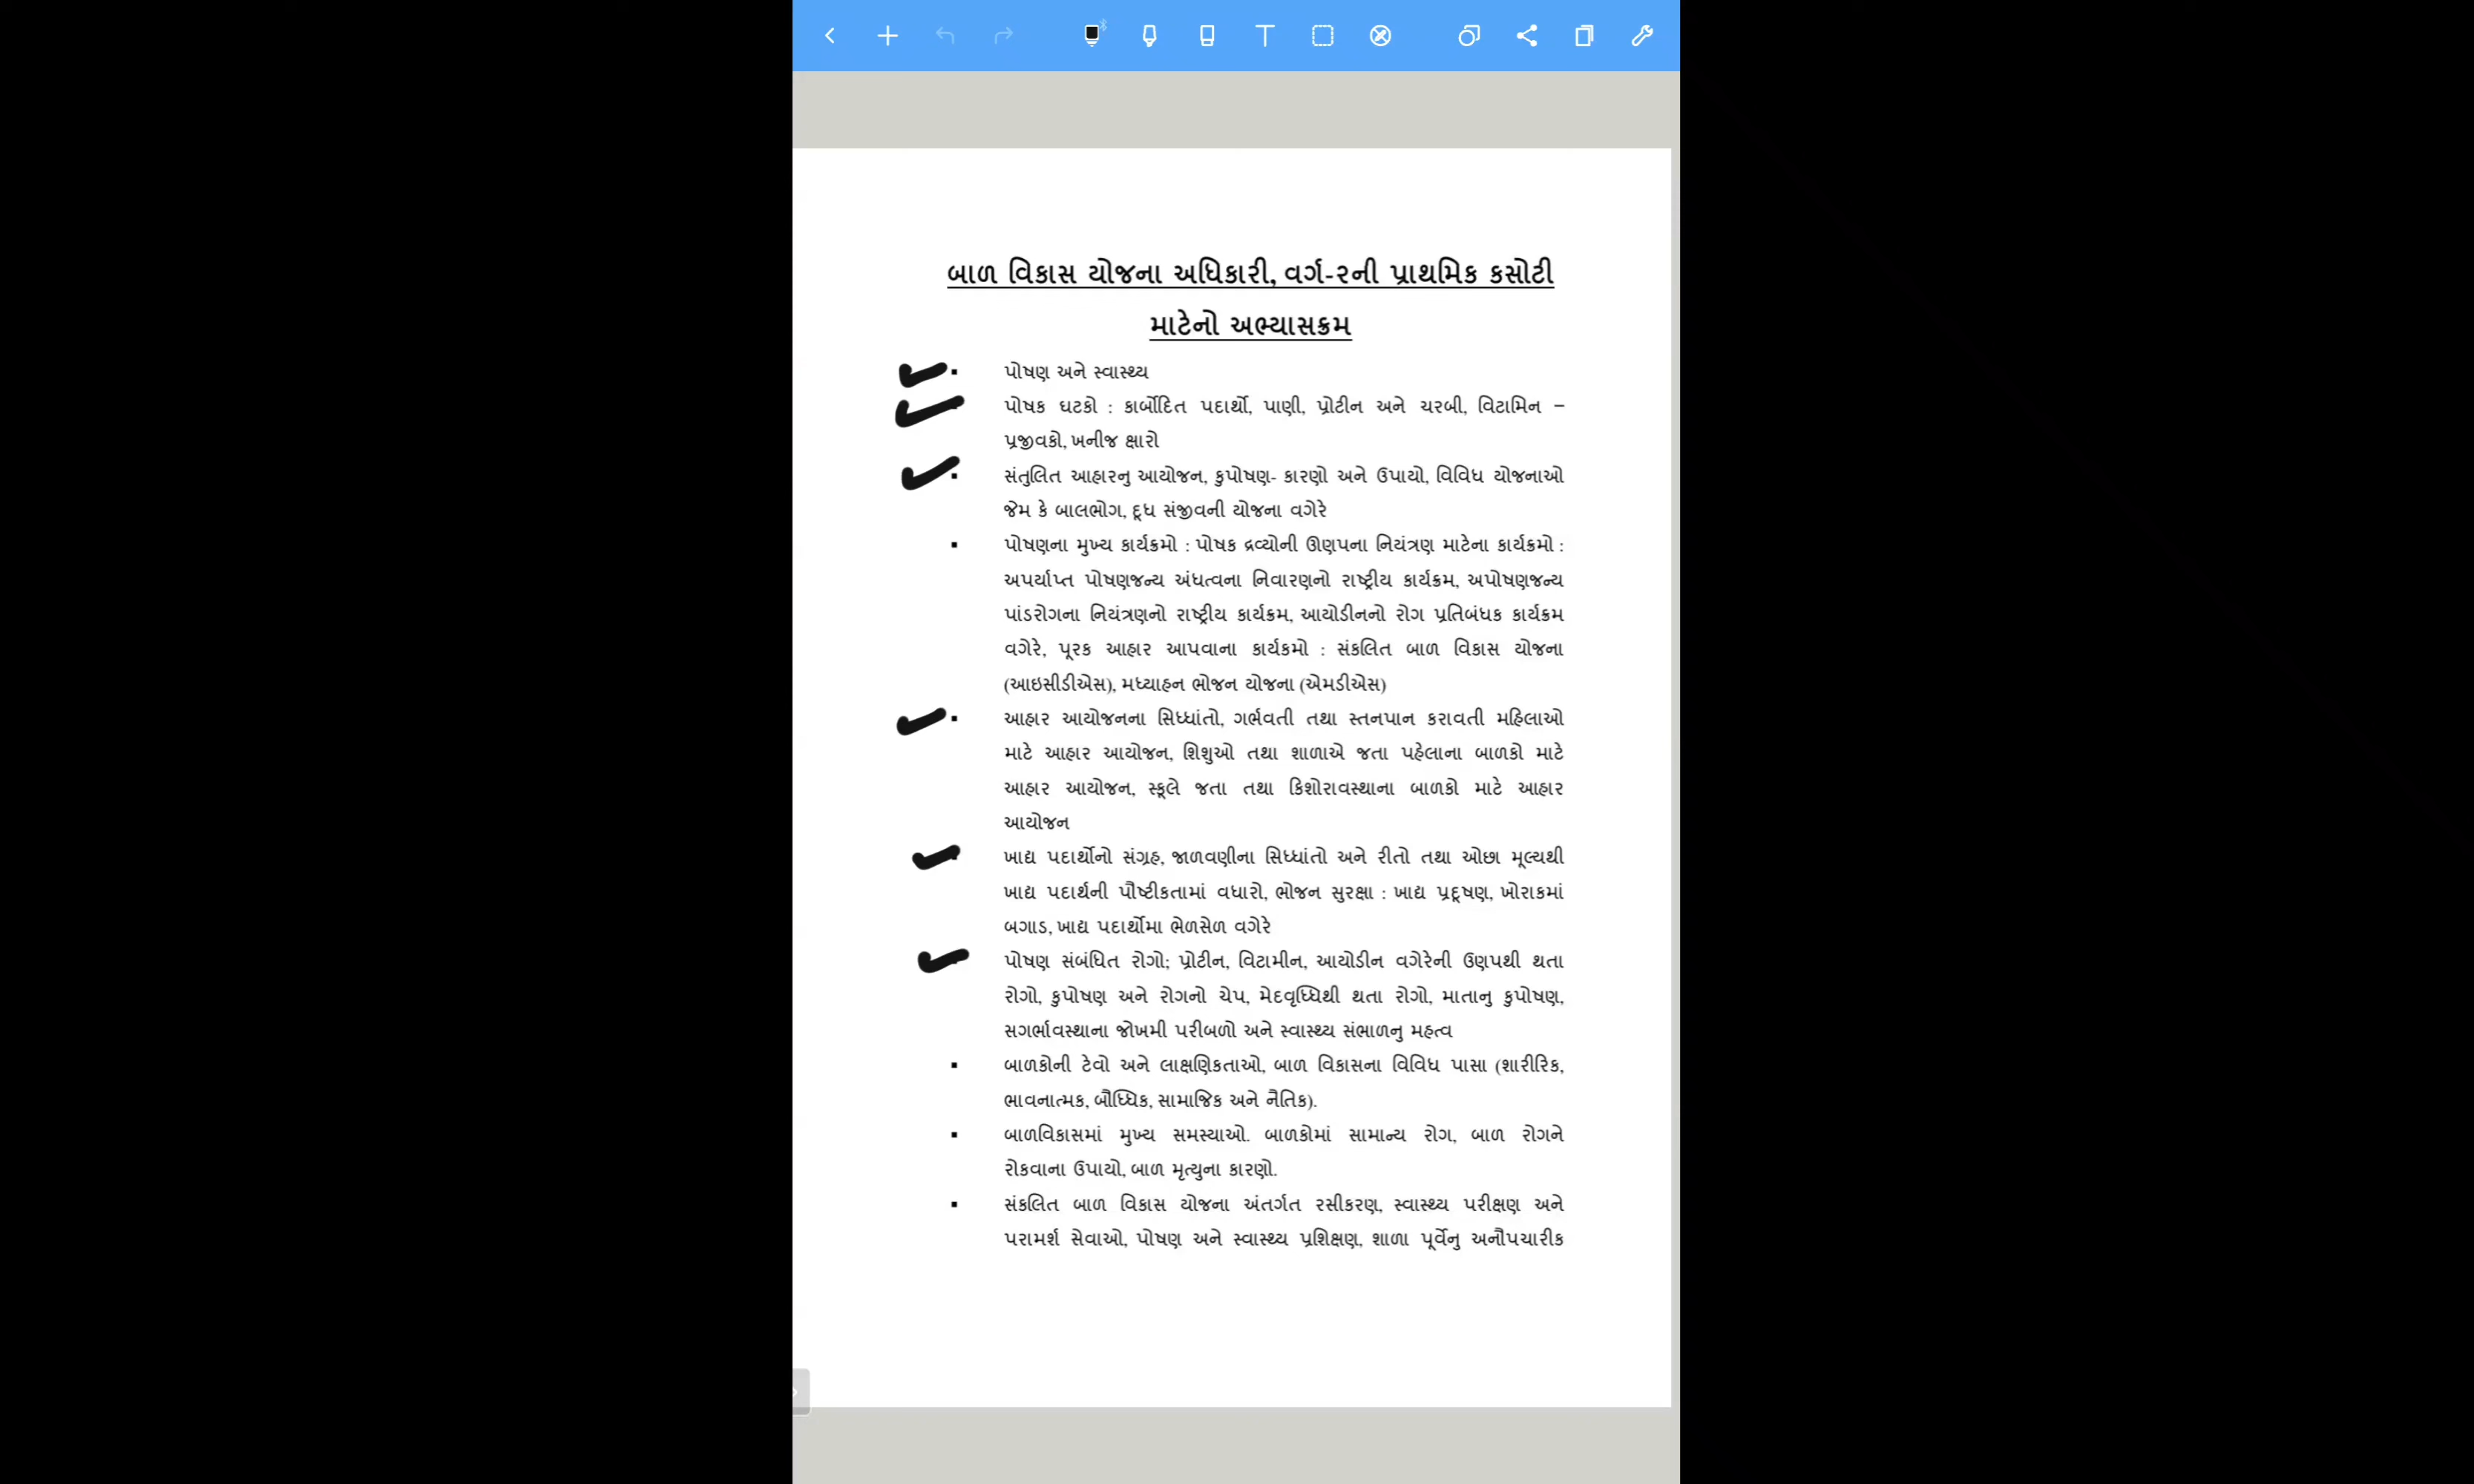 બાળ વિકાસ યોજના અધિકારી, વર્ગ-૨ની પ્રાથમિક કસોટી
માટેનો અભ્યાસક્રમ
▪ પોષણ અને સ્વાસ્થ્ય
પોષક ઘટકો : કાર્બોદિત પદાર્થો, પાણી, પ્રોટીન અને ચરબી, વિટામિન –
પ્રજીવકો, ખનીજ ક્ષારો
▪ સંતુલિત આહારનુ આયોજન, કુપોષણ- કારણો અને ઉપાયો, વિવિધ યોજનાઓ
જેમ કે બાલભોગ, દૂધ સંજીવની યોજના વગેરે
▪ પોષણના મુખ્ય કાર્યક્રમો : પોષક દ્રવ્યોની ઊણપના નિયંત્રણ માટેના કાર્યક્રમો :
અપર્યાપ્ત પોષણજન્ય અંધત્વના નિવારણનો રાષ્ટ્રીય કાર્યક્રમ, અપોષણજન્ય
પાંડરોગના નિયંત્રણનો રાષ્ટ્રીય કાર્યક્રમ, આયોડીનનો રોગ પ્રતિબંધક કાર્યક્રમ
વગેરે, પૂરક આહાર આપવાના કાર્યકમો : સંકલિત બાળ વિકાસ યોજના
(આઇસીડીએસ), મધ્યાહન ભોજન યોજના (એમડીએસ)
▪ આહાર આયોજનના સિધ્ધાંતો, ગર્ભવતી તથા સ્તનપાન કરાવતી મહિલાઓ
માટે આહાર આયોજન, શિશુઓ તથા શાળાએ જતા પહેલાના બાળકો માટે
આહાર આયોજન, સ્કૂલે જતા તથા કિશોરાવસ્થાના બાળકો માટે આહાર
આયોજન
ખાદ્ય પદાર્થોનો સંગ્રહ, જાળવણીના સિધ્ધાંતો અને રીતો તથા ઓછા મૂલ્યથી
ખાદ્ય પદાર્થની પૌષ્ટીકતામાં વધારો, ભોજન સુરક્ષા : ખાદ્ય પ્રદૂષણ, ખોરાકમાં
બગાડ, ખાદ્ય પદાર્થોમા ભેળસેળ વગેરે
પોષણ સંબંધિત રોગો; પ્રોટીન, વિટામીન, આયોડીન વગેરેની ઉણપથી થતા
રોગો, કુપોષણ અને રોગનો ચેપ, મેદવૃધ્ધિથી થતા રોગો, માતાનુ કુપોષણ,
સગર્ભાવસ્થાના જોખમી પરીબળો અને સ્વાસ્થ્ય સંભાળનુ મહત્વ
▪ બાળકોની ટેવો અને લાક્ષણિકતાઓ, બાળ વિકાસના વિવિધ પાસા (શારીરિક,
ભાવનાત્મક, બૌધ્ધિક, સામાજિક અને નૈતિક).
▪ બાળવિકાસમાં મુખ્ય સમસ્યાઓ. બાળકોમાં સામાન્ય રોગ, બાળ રોગને
રોકવાના ઉપાયો, બાળ મૃત્યુના કારણો.
▪ સંકલિત બાળ વિકાસ યોજના અંતર્ગત રસીકરણ, સ્વાસ્થ્ય પરીક્ષણ અને
પરામર્શ સેવાઓ, પોષણ અને સ્વાસ્થ્ય પ્રશિક્ષણ, શાળા પૂર્વેનુ અનૌપચારીક